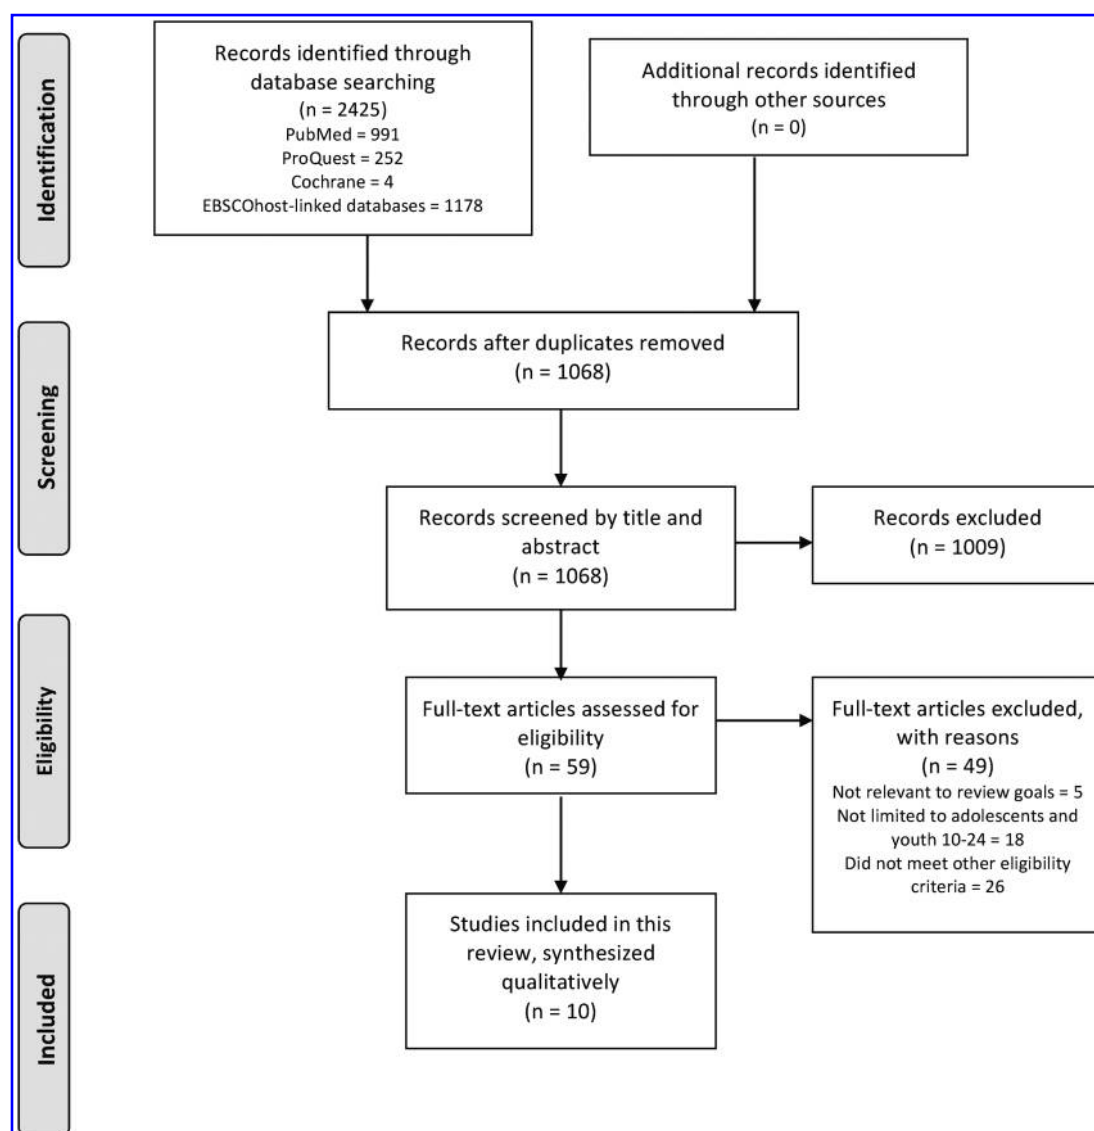 Identification
Records identified through
database searching
(n = 2425)
PubMed = 991
ProQuest = 252
Cochrane = 4
EBSCOhost-linked databases = 1178
Additional records identified
through other sources
(n = 0)
Screening
Records after duplicates removed
(n = 1068)
Records screened by title and
abstract
(n = 1068)
Records excluded
(n = 1009)
Eligibility
Full-text articles assessed for
eligibility
(n = 59)
Full-text articles excluded,
with reasons
(n = 49)
Not relevant to review goals = 5
Not limited to adolescents and
youth 10-24 = 18
Did not meet other eligibility
criteria = 26
Included
Studies included in this
review, synthesized
qualitatively
(n = 10)